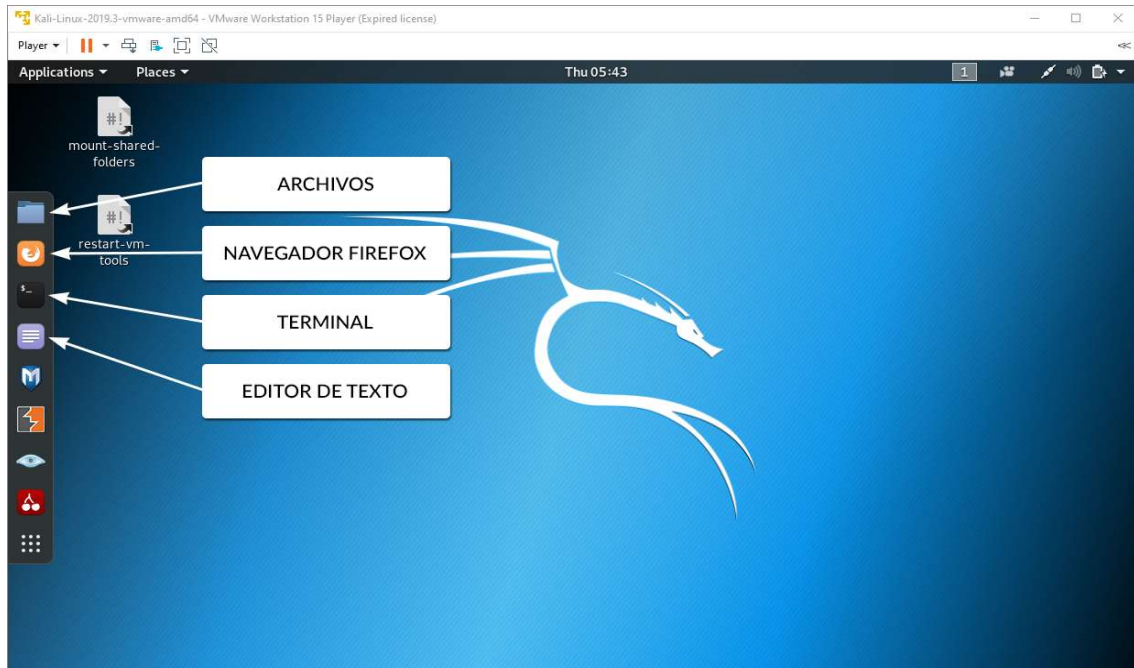 Kali-Linux-2019.3-vmware-amd64 - VMware Workstation 15 Player (Expired license)
Player
Applications Places Thu 05:43 1
#!
mount-shared-
folders
ARCHIVOS
#!
restart-vm-
tools
NAVEGADOR FIREFOX
$_
TERMINAL
EDITOR DE TEXTO